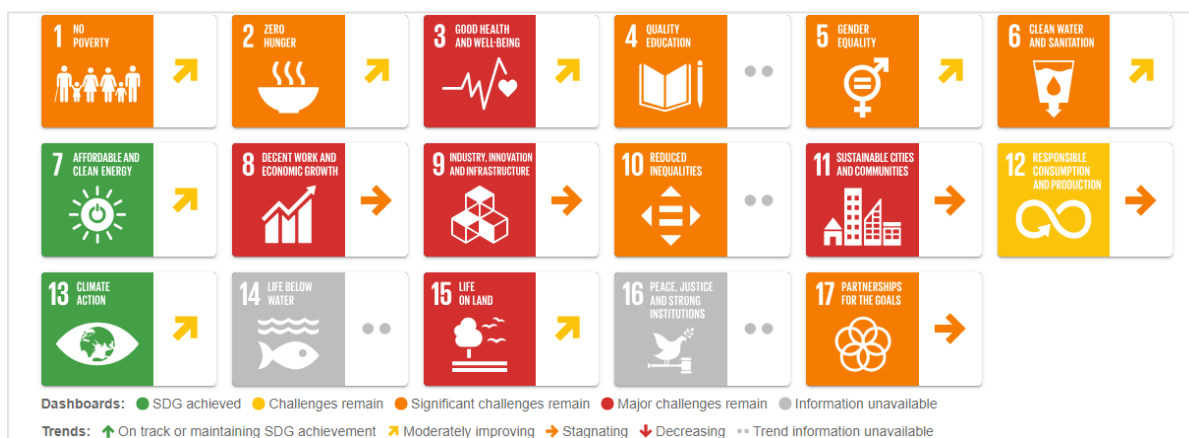 1 NO
POVERTY
2 ZERO
HUNGER
3 GOOD HEALTH
AND WELL-BEING
4 QUALITY
EDUCATION
5 GENDER
EQUALITY
6 CLEAN WATER
AND SANITATION
7 AFFORDABLE AND
CLEAN ENERGY
8 DECENT WORK AND
ECONOMIC GROWTH
9 INDUSTRY, INNOVATION
AND INFRASTRUCTURE
10 REDUCED
INEQUALITIES
11 SUSTAINABLE CITIES
AND COMMUNITIES
12 RESPONSIBLE
CONSUMPTION
AND PRODUCTION
13 CLIMATE
ACTION
14 LIFE BELOW
WATER
15 LIFE
ON LAND
16 PEACE, JUSTICE
AND STRONG
INSTITUTIONS
17 PARTNERSHIPS
FOR THE GOALS
Dashboards: SDG achieved Challenges remain Significant challenges remain Major challenges remain Information unavailable
Trends: On track or maintaining SDG achievement Moderately improving Stagnating Decreasing Trend information unavailable